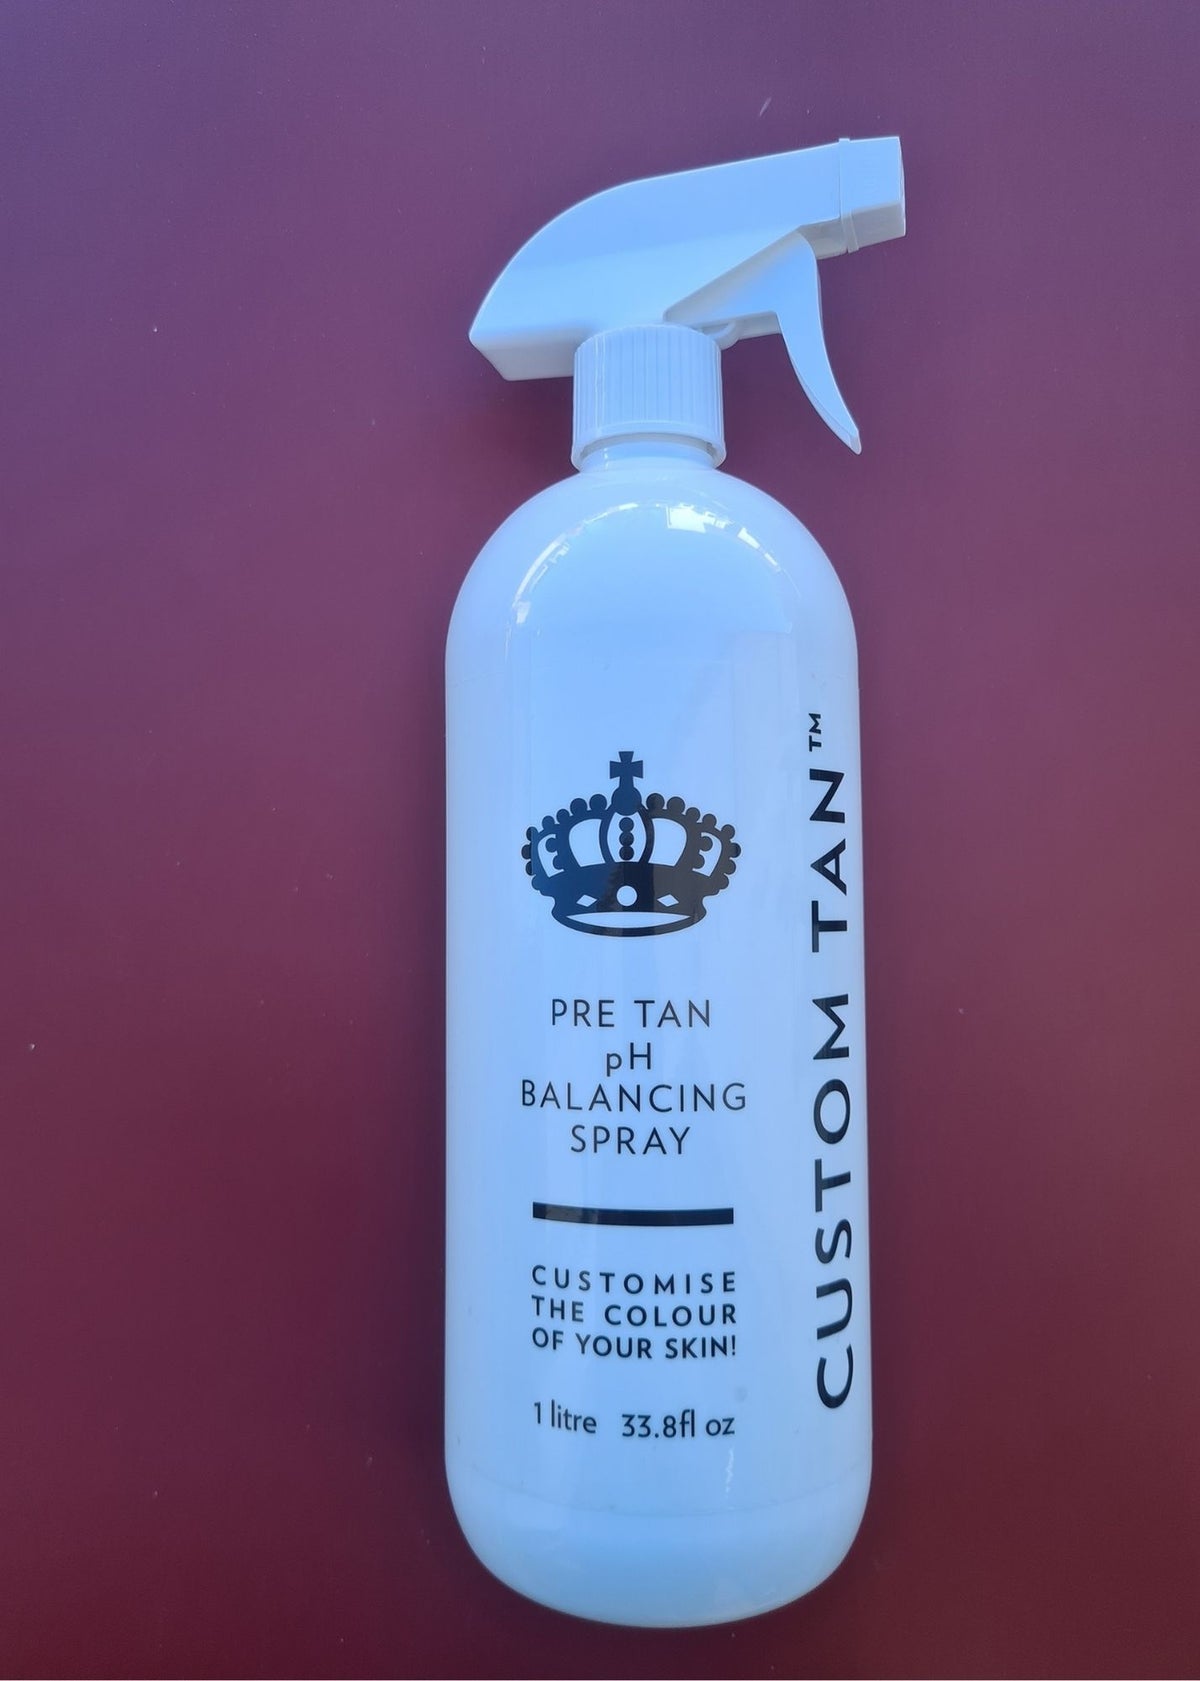 PRE TAN
pH
BALANCING
SPRAY
CUSTOMISE
THE COLOUR
OF YOUR SKIN!
1 litre 33.8fl oz
CUSTOM TAN™